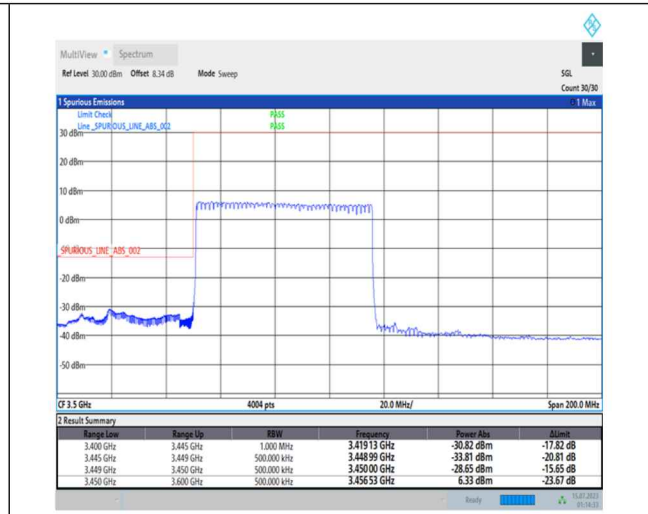 MultiView Spectrum
Ref Level 30.00 dBm Offset 8.34 dB Mode Sweep SGL
Count 30/30
1 Spurious Emissions 1 Max
Limit Check PASS
Line _SPURIOUS_LINE_ABS_002 PASS
30 dBm
20 dBm
10 dBm
0 dBm
_SPURIOUS_LINE_ABS_002
-20 dBm
-30 dBm
-40 dBm
-50 dBm
CF 3.5 GHz 4004 pts 20.0 MHz/ Span 200.0 MHz
2 Result Summary
Range Low Range Up RBW Frequency Power Abs ΔLimit
3.400 GHz 3.445 GHz 1.000 MHz 3.41913 GHz -30.82 dBm -17.82 dB
3.445 GHz 3.449 GHz 500.000 kHz 3.44899 GHz -33.81 dBm -20.81 dB
3.449 GHz 3.450 GHz 500.000 kHz 3.45000 GHz -28.65 dBm -15.65 dB
3.450 GHz 3.600 GHz 500.000 kHz 3.45653 GHz 6.33 dBm -23.67 dB
Ready 15.07.2023
01:14:33